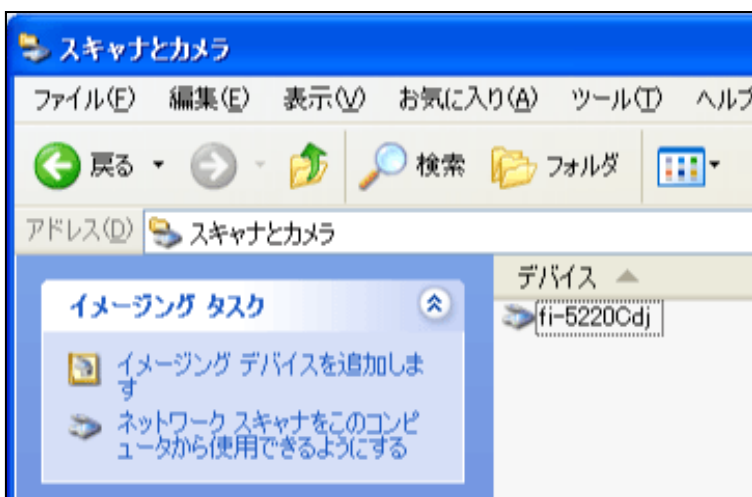 スキャナとカメラ
ファイル(F) 編集(E) 表示(V) お気に入り(A) ツール(T) ヘルプ
戻る 検索 フォルダ
アドレス(D) スキャナとカメラ
デバイス
fi-5220Cdj
イメージング タスク
イメージング デバイスを追加しま
す
ネットワーク スキャナをこのコンピ
ュータから使用できるようにする